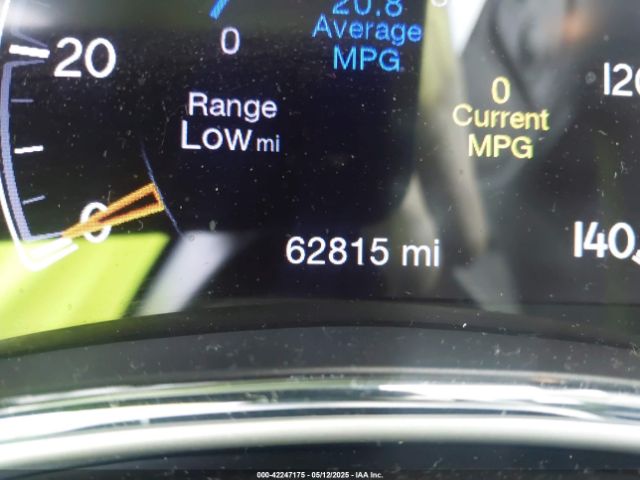 20.8
Average
MPG
0
20
0
Current
MPG
120
Range
Low mi
0
62815 mi
140
000-42247175 - 05/12/2025 - IAA Inc.